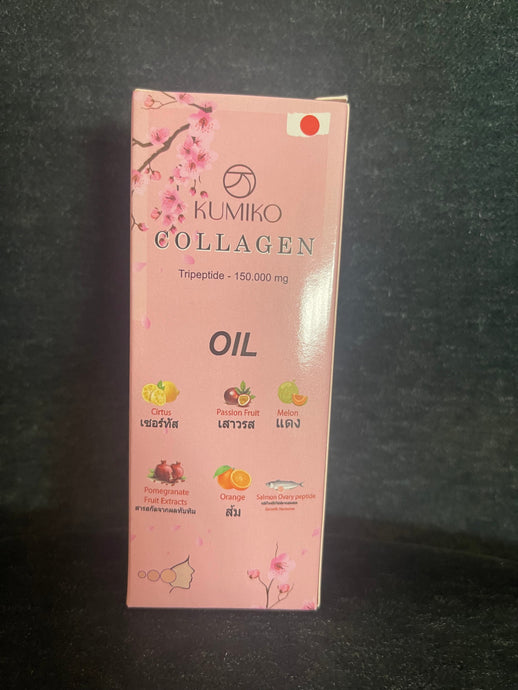 KUMIKO
COLLAGEN
Tripeptide - 150.000 mg
OIL
Cirtus
เซอร์ทัส
Passion Fruit
เสาวรส
Melon
แดง
Pomegranate
Fruit Extracts
สารสกัดจากผลทับทิม
Orange
ส้ม
Salmon Ovary peptide